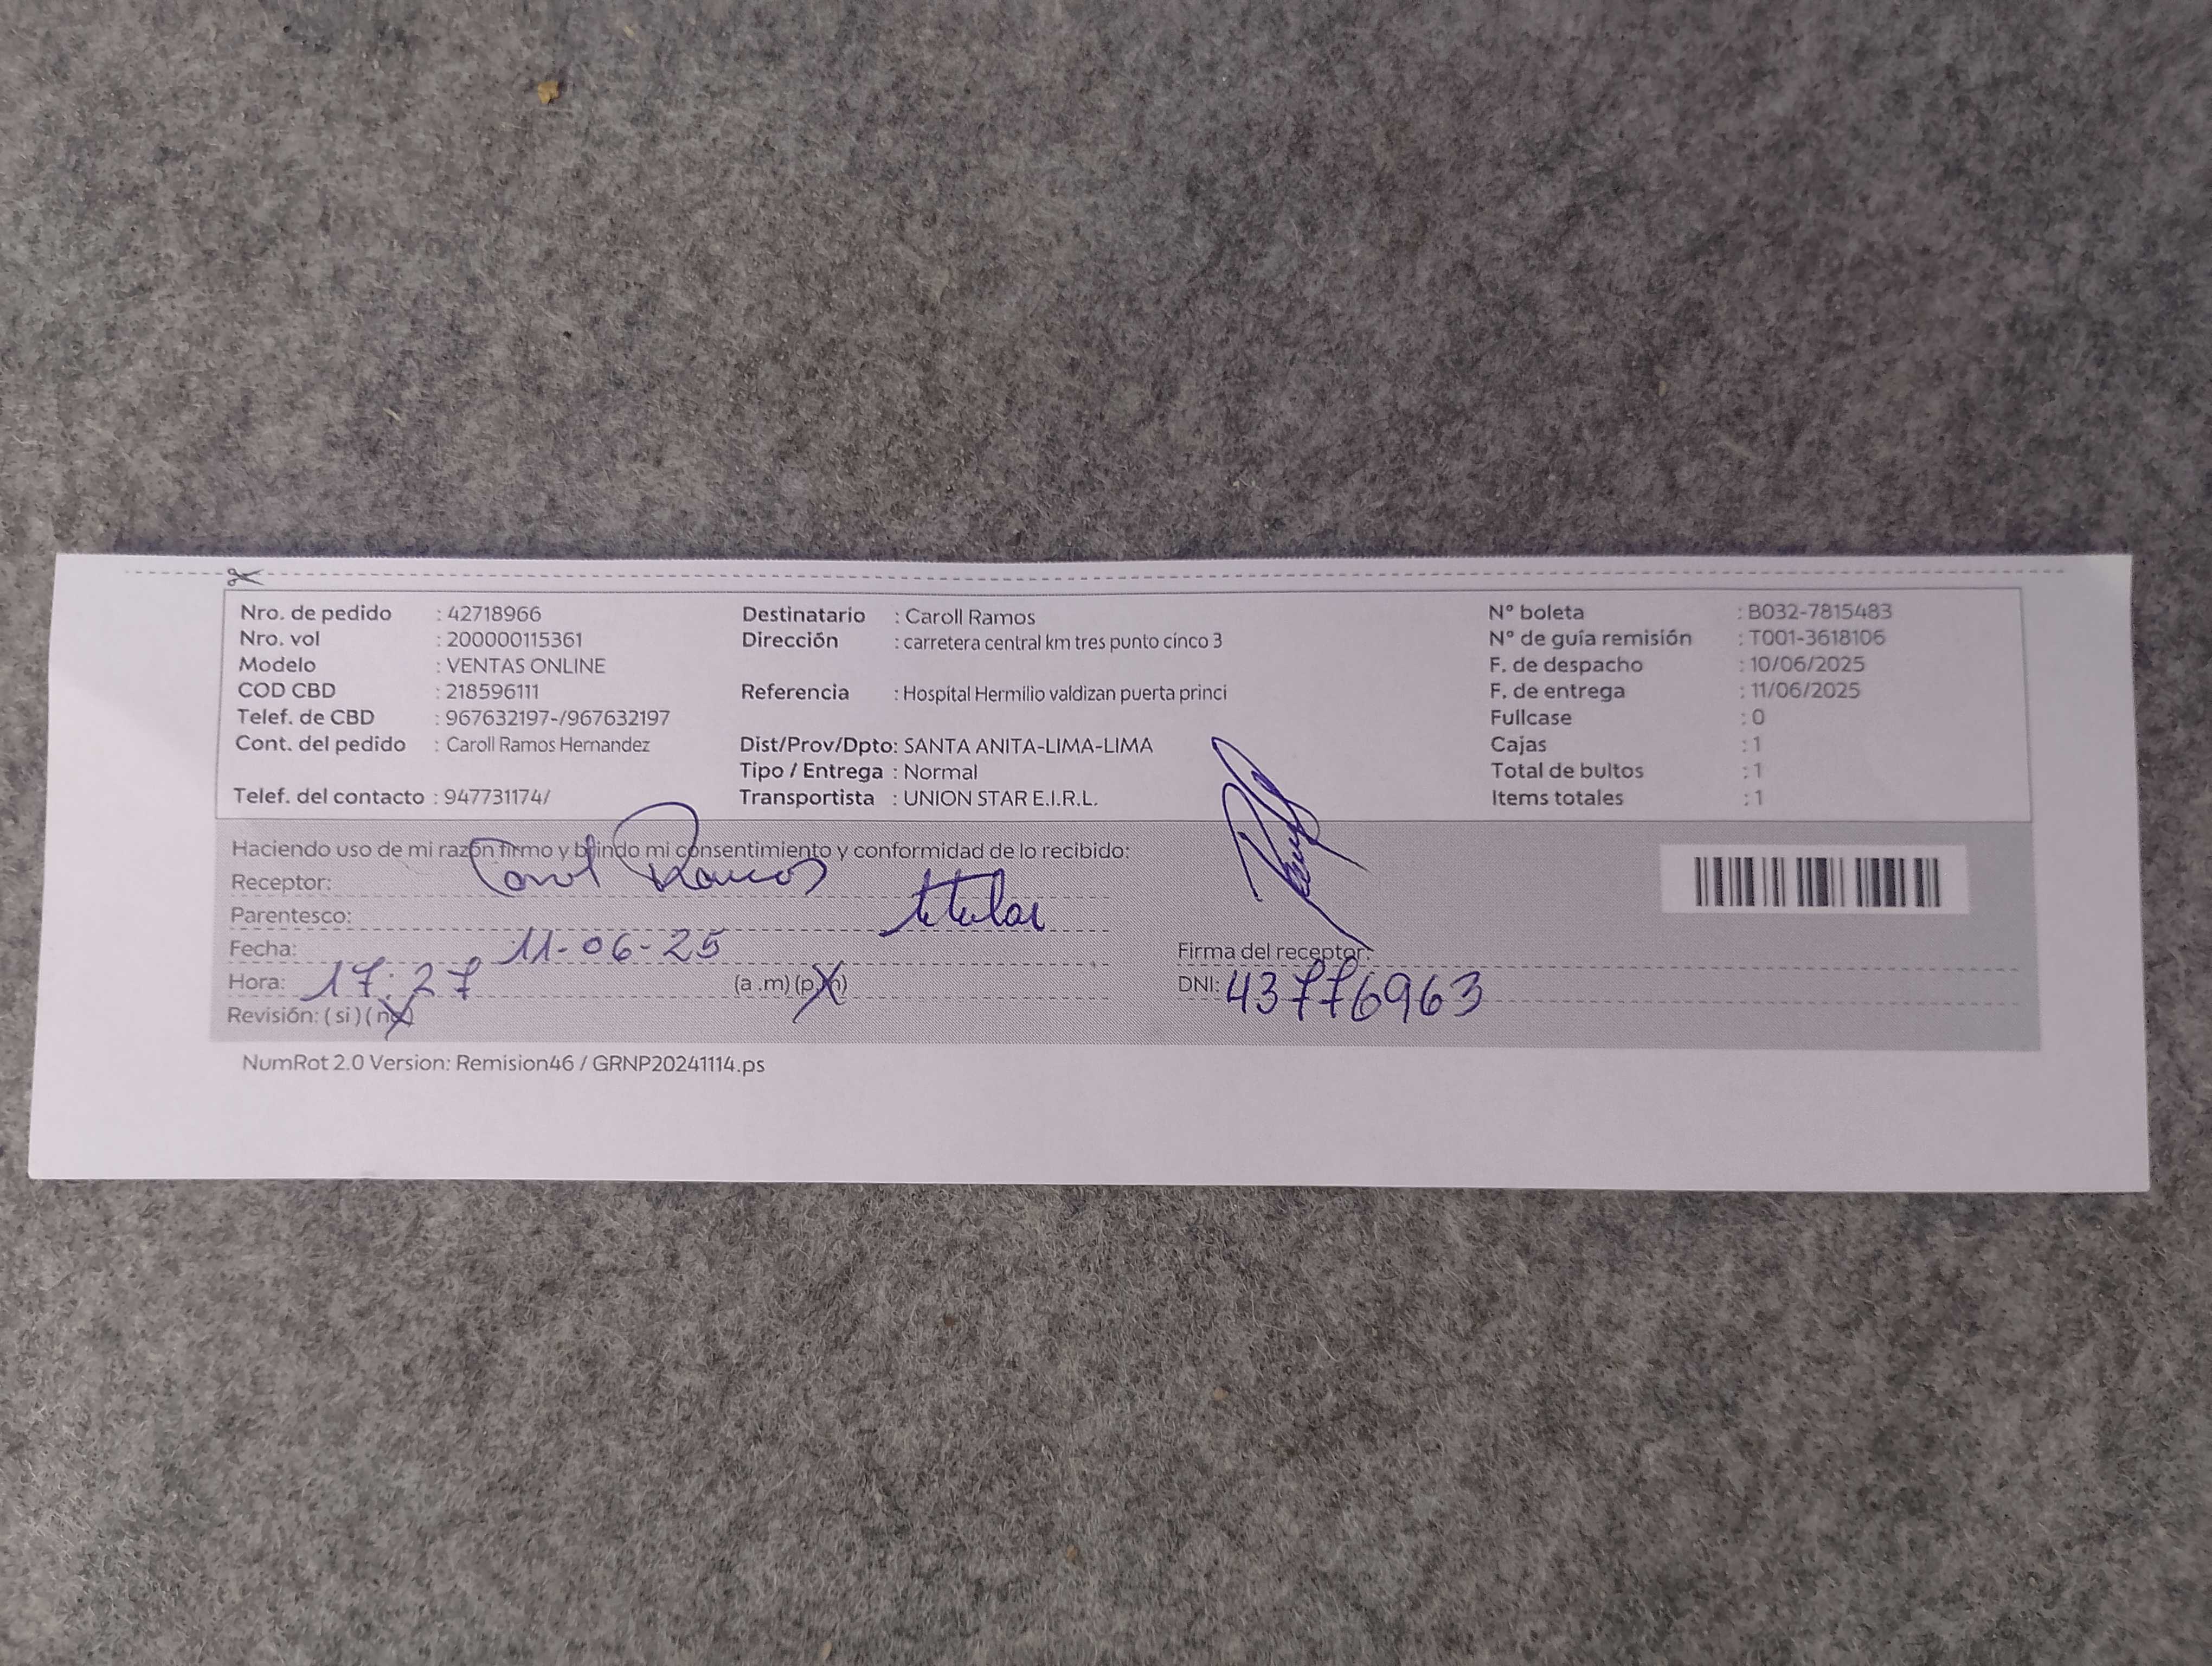 Nro. de pedido : 42718966
Nro. vol : 200000115361
Modelo : VENTAS ONLINE
COD CBD : 218596111
Telef. de CBD : 967632197-/967632197
Cont. del pedido : Caroll Ramos Hernandez
Telef. del contacto : 947731174/
Destinatario : Caroll Ramos
Dirección : carretera central km tres punto cinco 3
Referencia : Hospital Hermilio valdizan puerta princi
Dist/Prov/Dpto: SANTA ANITA-LIMA-LIMA
Tipo / Entrega : Normal
Transportista : UNION STAR E.I.R.L.
N° boleta : B032-7815483
N° de guía remisión : T001-3618106
F. de despacho : 10/06/2025
F. de entrega : 11/06/2025
Fullcase : 0
Cajas : 1
Total de bultos : 1
Items totales : 1
Haciendo uso de mi razón firmo y brindo mi consentimiento y conformidad de lo recibido:
Receptor: Carol Ramos
Parentesco: titular
Fecha: 11-06-25
Hora: 17:27 (a .m) (p.m)
Revisión: ( si ) ( no)
Firma del receptor:
DNI: 43776963
NumRot 2.0 Version: Remision46 / GRNP20241114.ps